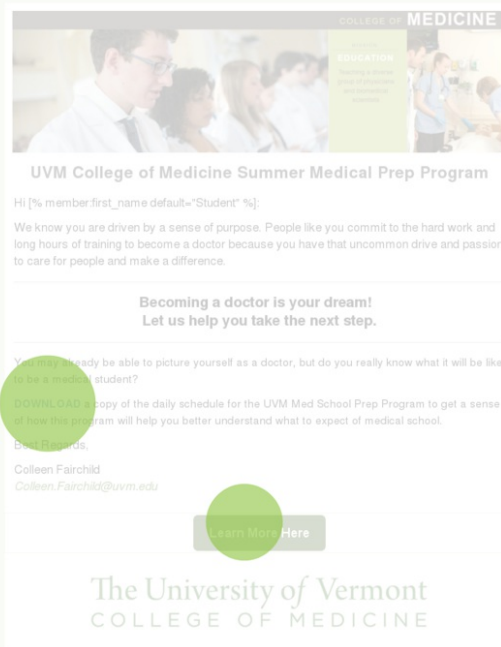 COLLEGE OF MEDICINE
EDUCATION
UVM College of Medicine Summer Medical Prep Program
Hi [% member:first_name default="Student" %]:
We know you are driven by a sense of purpose. People like you commit to the hard work and
long hours of training to become a doctor because you have that uncommon drive and passion
to care for people and make a difference.
Becoming a doctor is your dream!
Let us help you take the next step.
You may already be able to picture yourself as a doctor, but do you really know what it will be like
to be a medical student?
DOWNLOAD a copy of the daily schedule for the UVM Med School Prep Program to get a sense
of how this program will help you better understand what to expect of medical school.
Best Regards,
Colleen Fairchild
Colleen.Fairchild@uvm.edu
Learn More Here
The University of Vermont
COLLEGE OF MEDICINE